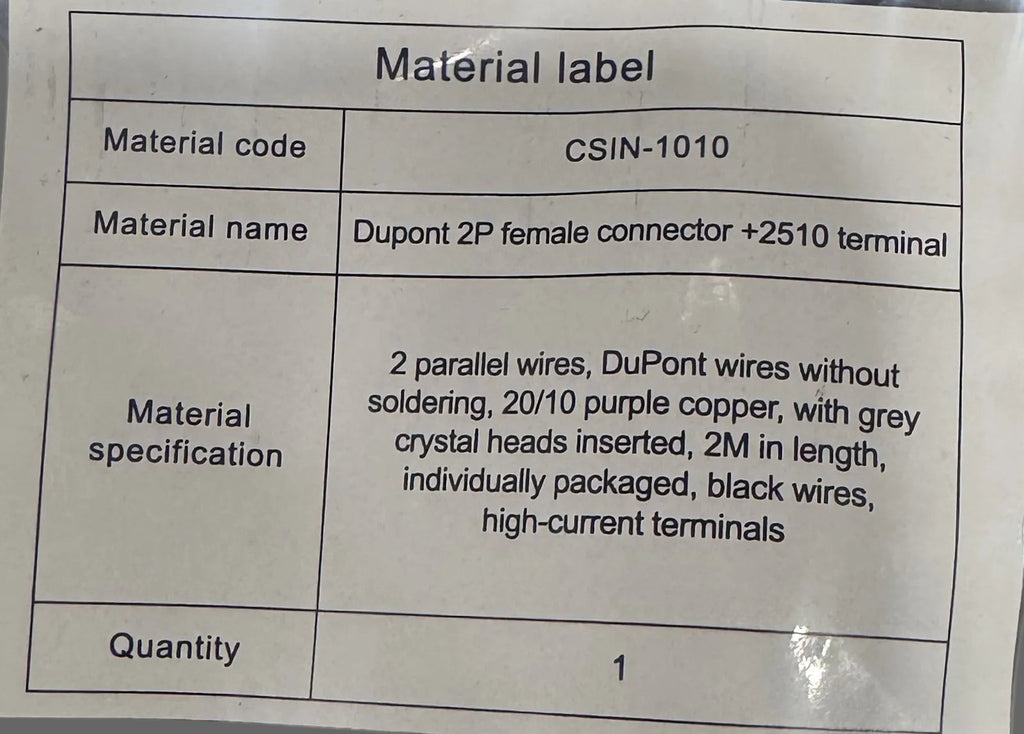 Material label
Material code CSIN-1010
Material name Dupont 2P female connector +2510 terminal
Material specification
2 parallel wires, DuPont wires without
soldering, 20/10 purple copper, with grey
crystal heads inserted, 2M in length,
individually packaged, black wires,
high-current terminals
Quantity 1